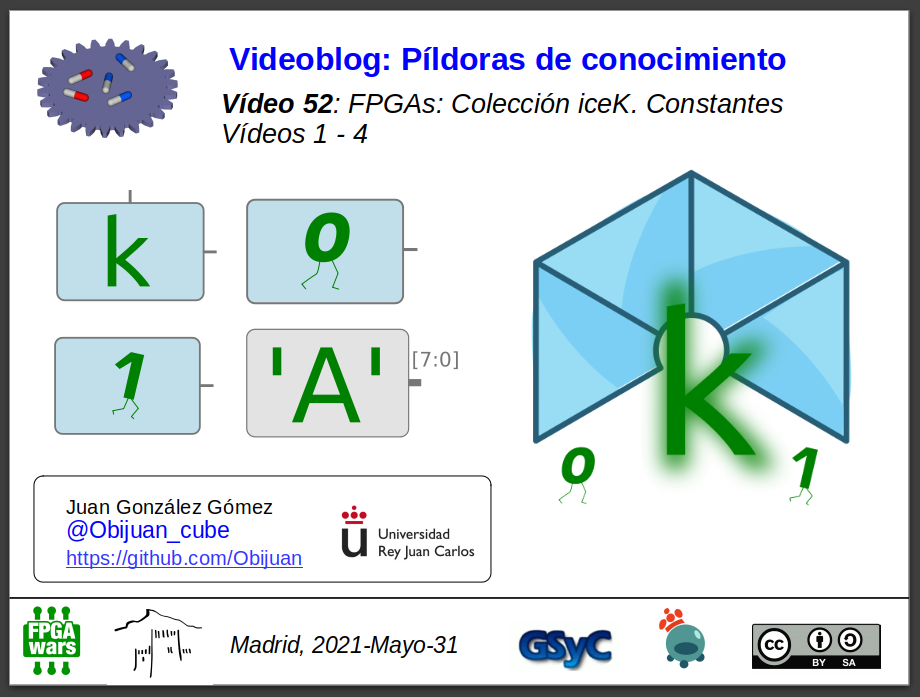 Videoblog: Píldoras de conocimiento
Vídeo 52: FPGAs: Colección iceK. Constantes
Vídeos 1 - 4
k
0
1
'A'
[7:0]
k
0
1
Juan González Gómez
@Obijuan_cube
https://github.com/Obijuan
u
Universidad
Rey Juan Carlos
FPGA
wars
Madrid, 2021-Mayo-31
GSyC
cc
BY SA